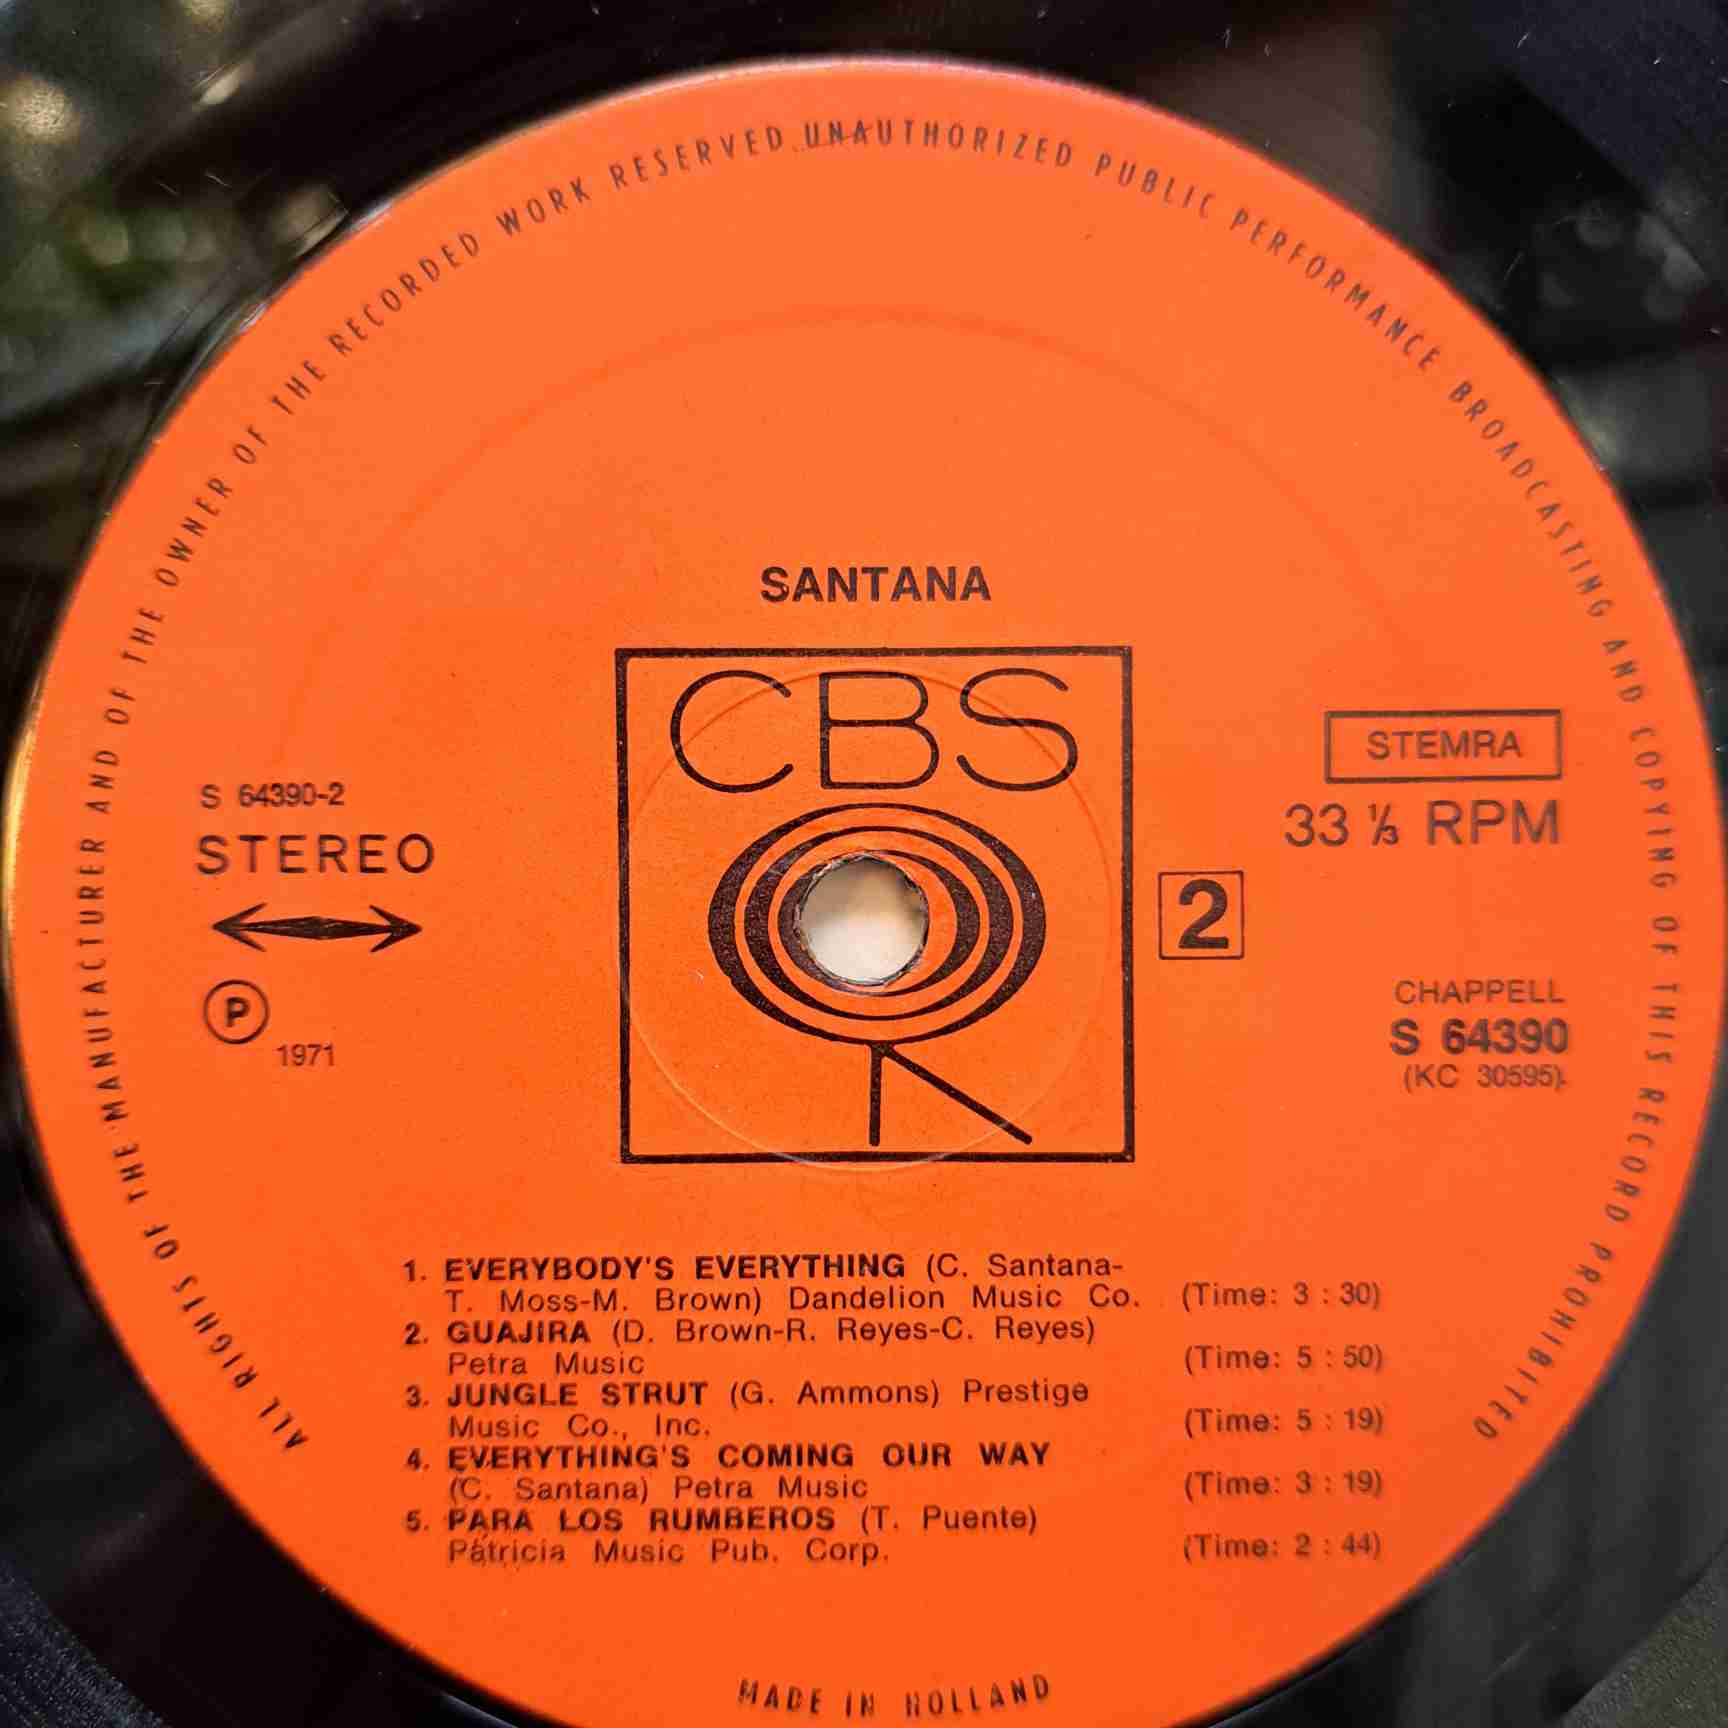 ALL RIGHTS OF THE MANUFACTURER AND OF THE OWNER OF THE RECORDED WORK RESERVED UNAUTHORIZED PUBLIC PERFORMANCE BROADCASTING AND COPYING OF THIS RECORD PROHIBITED
SANTANA
CBS
STEMRA
S 64390-2
33 ⅓ RPM
STEREO
2
CHAPPELL
P
S 64390
1971
(KC 30595)
1. EVERYBODY'S EVERYTHING (C. Santana-
T. Moss-M. Brown) Dandelion Music Co. (Time: 3 : 30)
2. GUAJIRA (D. Brown-R. Reyes-C. Reyes)
Petra Music (Time: 5 : 50)
3. JUNGLE STRUT (G. Ammons) Prestige
Music Co., Inc. (Time: 5 : 19)
4. EVERYTHING'S COMING OUR WAY
(C. Santana) Petra Music (Time: 3 : 19)
5. PARA LOS RUMBEROS (T. Puente)
Patricia Music Pub. Corp. (Time: 2 : 44)
MADE IN HOLLAND